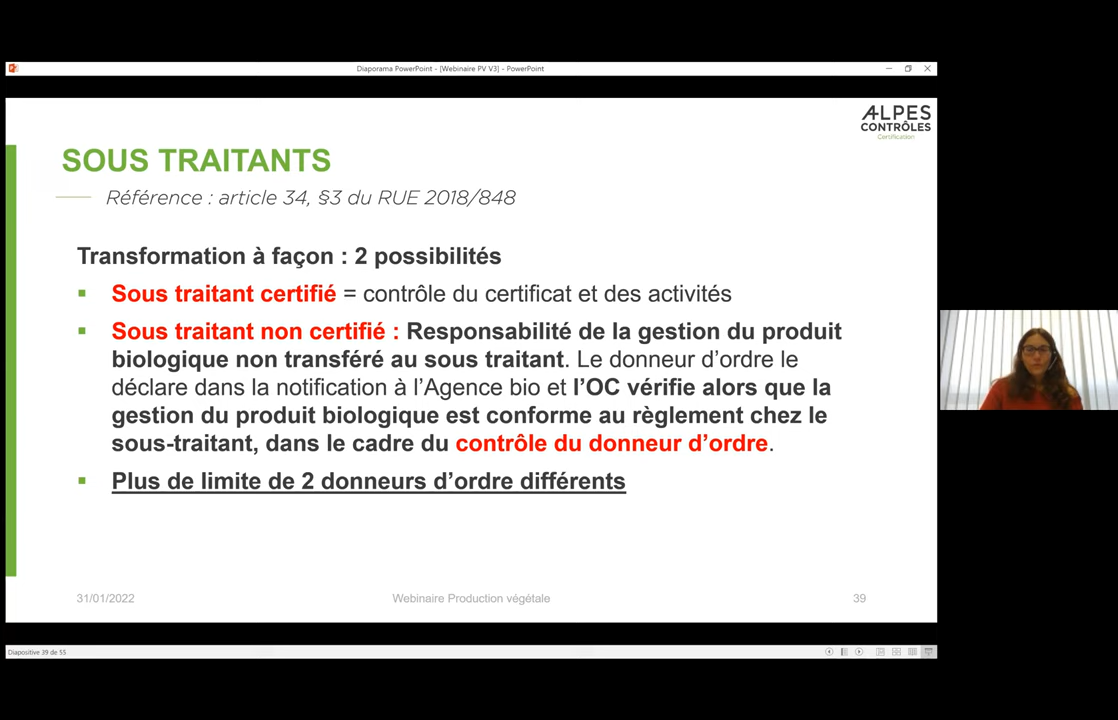 Diaporama PowerPoint - [Webinaire PV V3] - PowerPoint
ALPES
CONTRÔLES
Certification
SOUS TRAITANTS
Référence : article 34, §3 du RUE 2018/848
Transformation à façon : 2 possibilités
▪ Sous traitant certifié = contrôle du certificat et des activités
▪ Sous traitant non certifié : Responsabilité de la gestion du produit
biologique non transféré au sous traitant. Le donneur d’ordre le
déclare dans la notification à l’Agence bio et l’OC vérifie alors que la
gestion du produit biologique est conforme au règlement chez le
sous-traitant, dans le cadre du contrôle du donneur d’ordre.
▪ Plus de limite de 2 donneurs d’ordre différents
31/01/2022
Webinaire Production végétale
39
Diapositive 39 de 55